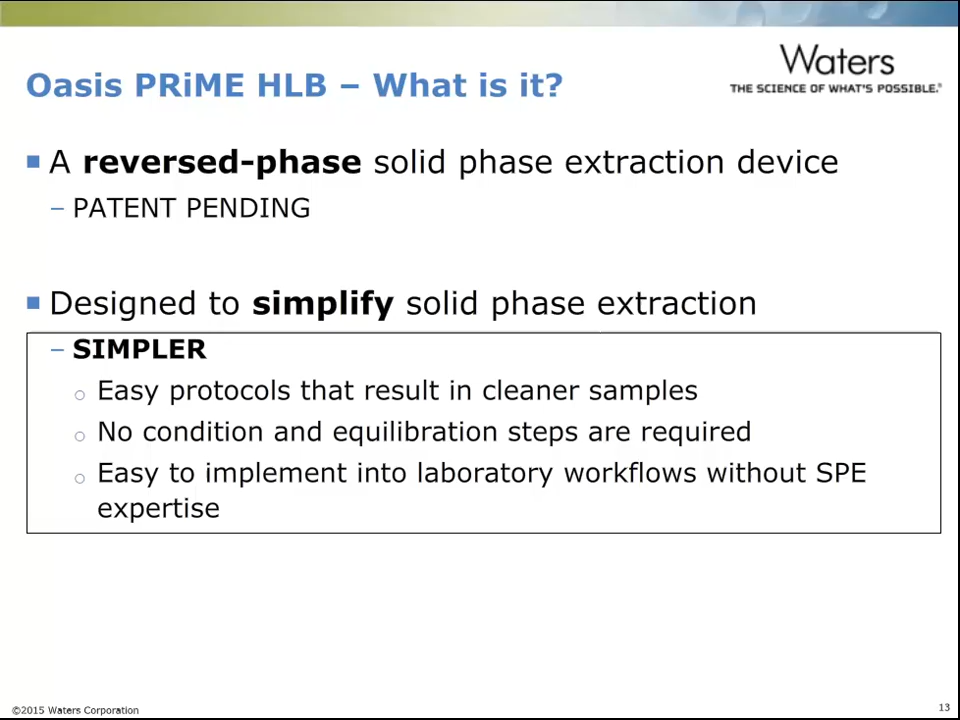 Oasis PRiME HLB – What is it?
Waters
THE SCIENCE OF WHAT'S POSSIBLE.®
■ A reversed-phase solid phase extraction device
– PATENT PENDING
■ Designed to simplify solid phase extraction
– SIMPLER
○ Easy protocols that result in cleaner samples
○ No condition and equilibration steps are required
○ Easy to implement into laboratory workflows without SPE
expertise
©2015 Waters Corporation
13